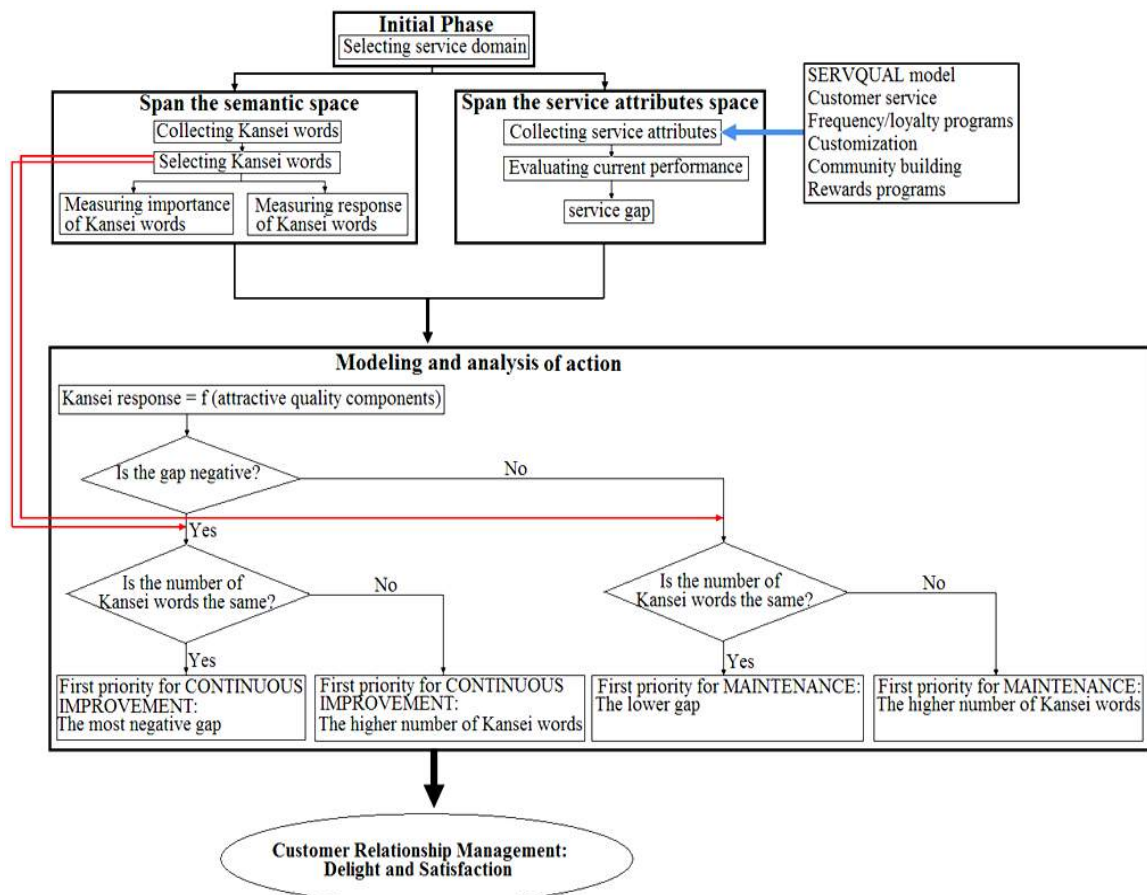 Initial Phase
Selecting service domain
Span the semantic space
Collecting Kansei words
Selecting Kansei words
Measuring importance
of Kansei words
Measuring response
of Kansei words
Span the service attributes space
Collecting service attributes
Evaluating current performance
service gap
SERVQUAL model
Customer service
Frequency/loyalty programs
Customization
Community building
Rewards programs
Modeling and analysis of action
Kansei response = f (attractive quality components)
Is the gap negative?
No
Yes
Is the number of
Kansei words the same?
No
Yes
Is the number of
Kansei words the same?
No
Yes
First priority for CONTINUOUS
IMPROVEMENT:
The most negative gap
First priority for CONTINUOUS
IMPROVEMENT:
The higher number of Kansei words
First priority for MAINTENANCE:
The lower gap
First priority for MAINTENANCE:
The higher number of Kansei words
Customer Relationship Management:
Delight and Satisfaction